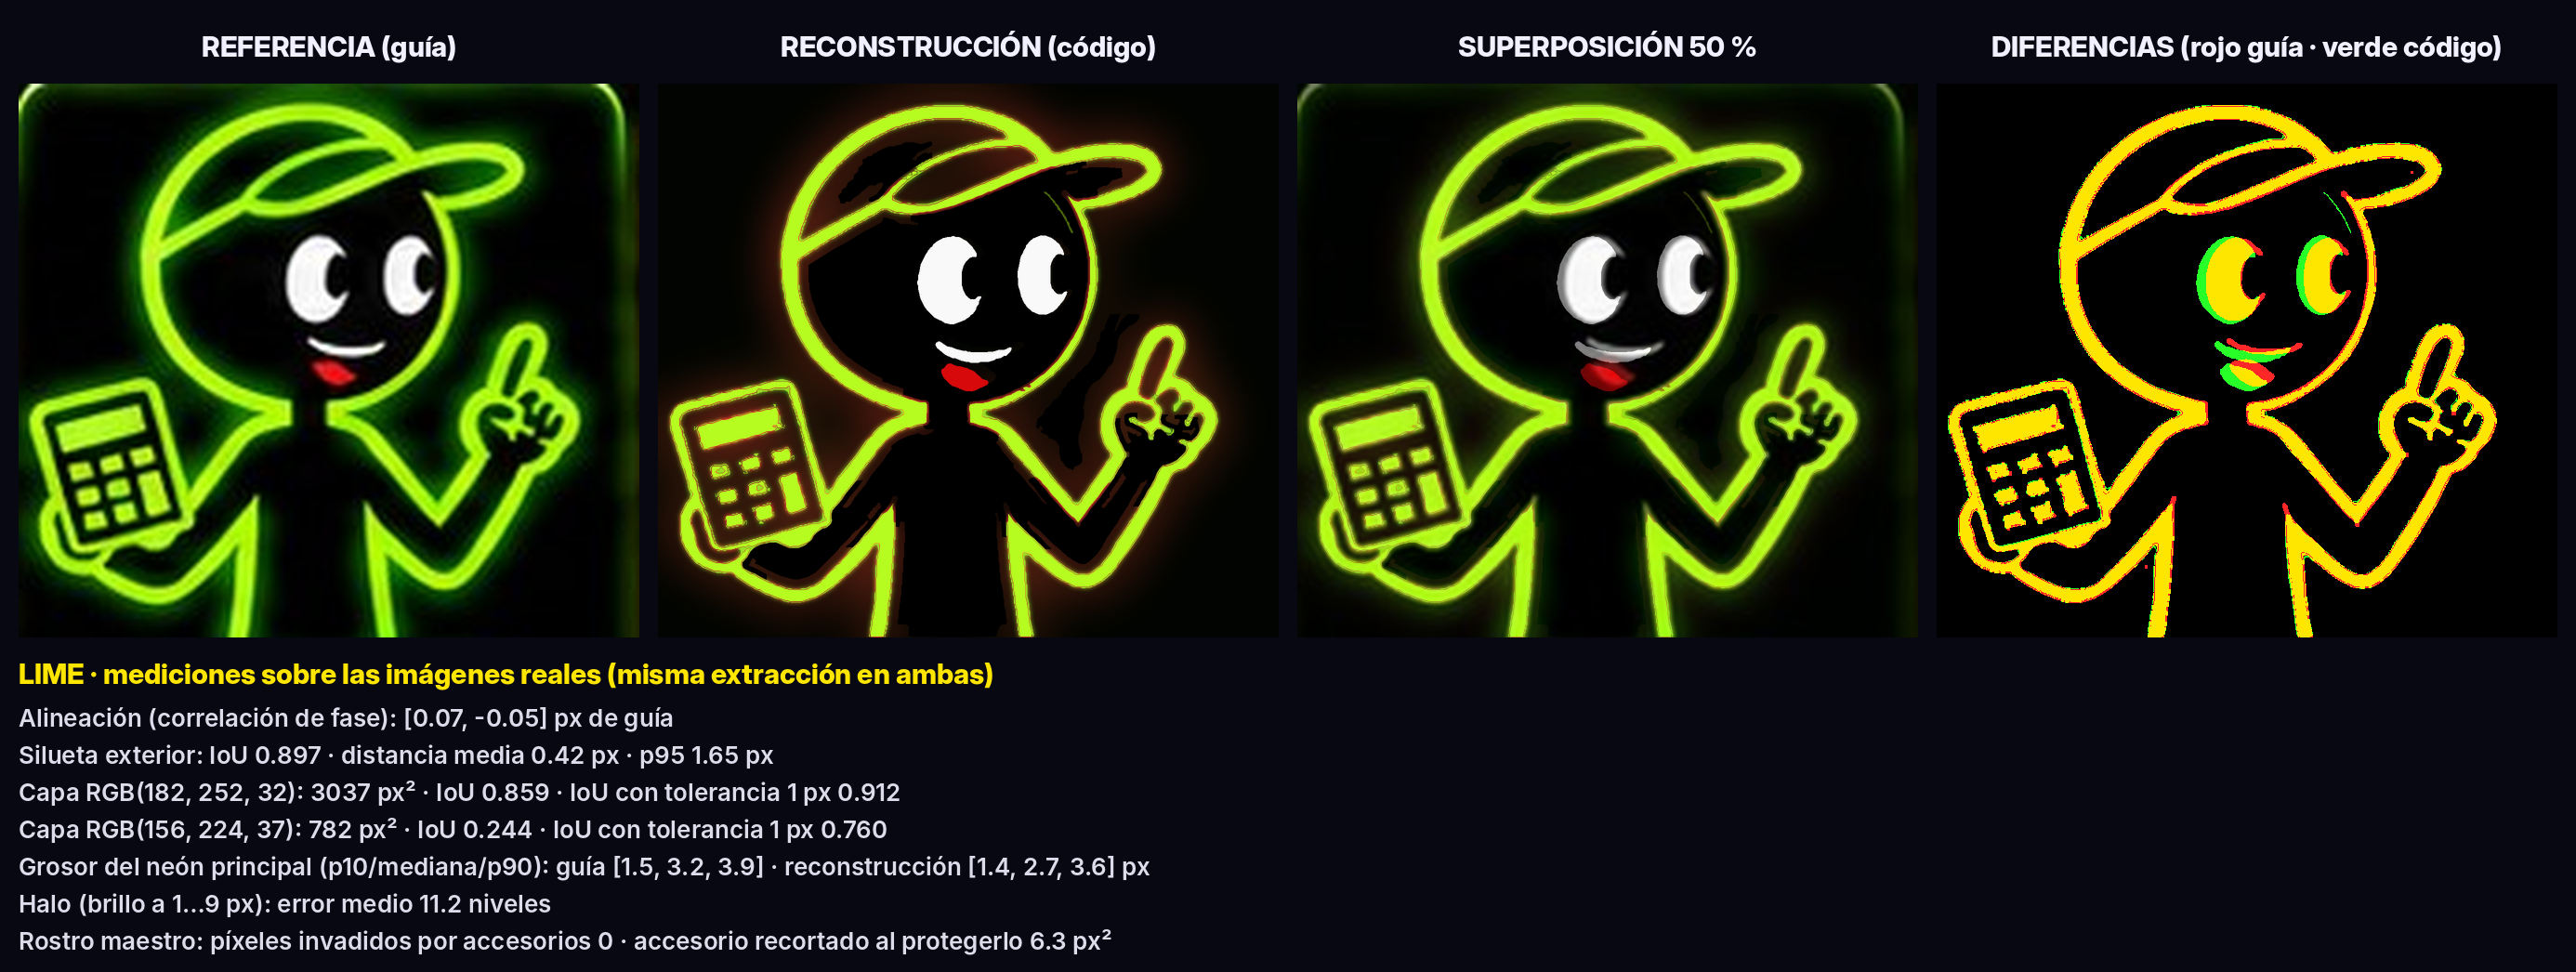 REFERENCIA (guía)
RECONSTRUCCIÓN (código)
SUPERPOSICIÓN 50 %
DIFERENCIAS (rojo guía · verde código)
LIME · mediciones sobre las imágenes reales (misma extracción en ambas)
Alineación (correlación de fase): [0.07, -0.05] px de guía
Silueta exterior: IoU 0.897 · distancia media 0.42 px · p95 1.65 px
Capa RGB(182, 252, 32): 3037 px² · IoU 0.859 · IoU con tolerancia 1 px 0.912
Capa RGB(156, 224, 37): 782 px² · IoU 0.244 · IoU con tolerancia 1 px 0.760
Grosor del neón principal (p10/mediana/p90): guía [1.5, 3.2, 3.9] · reconstrucción [1.4, 2.7, 3.6] px
Halo (brillo a 1…9 px): error medio 11.2 niveles
Rostro maestro: píxeles invadidos por accesorios 0 · accesorio recortado al protegerlo 6.3 px²